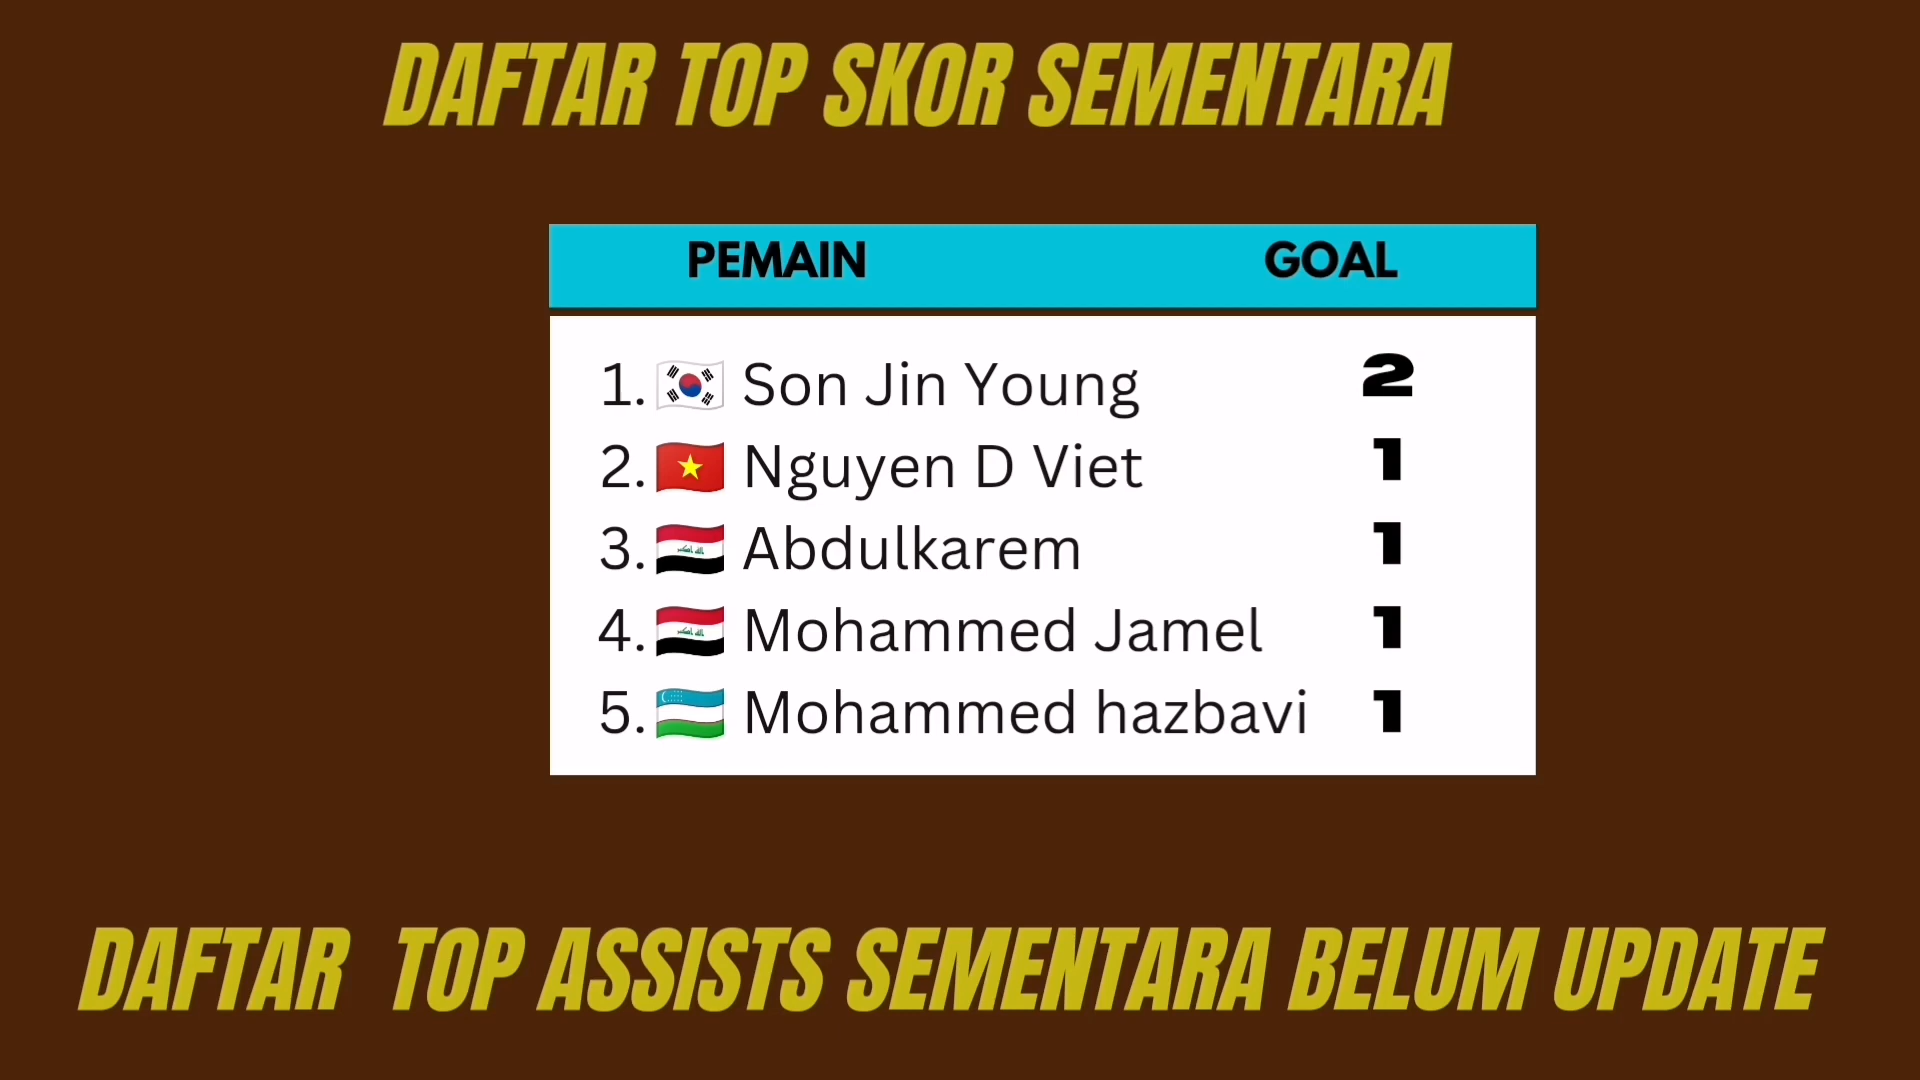 DAFTAR TOP SKOR SEMENTARA
PEMAIN GOAL
1. Son Jin Young 2
2. Nguyen D Viet 1
3. Abdulkarem 1
4. Mohammed Jamel 1
5. Mohammed hazbavi 1
DAFTAR TOP ASSISTS SEMENTARA BELUM UPDATE